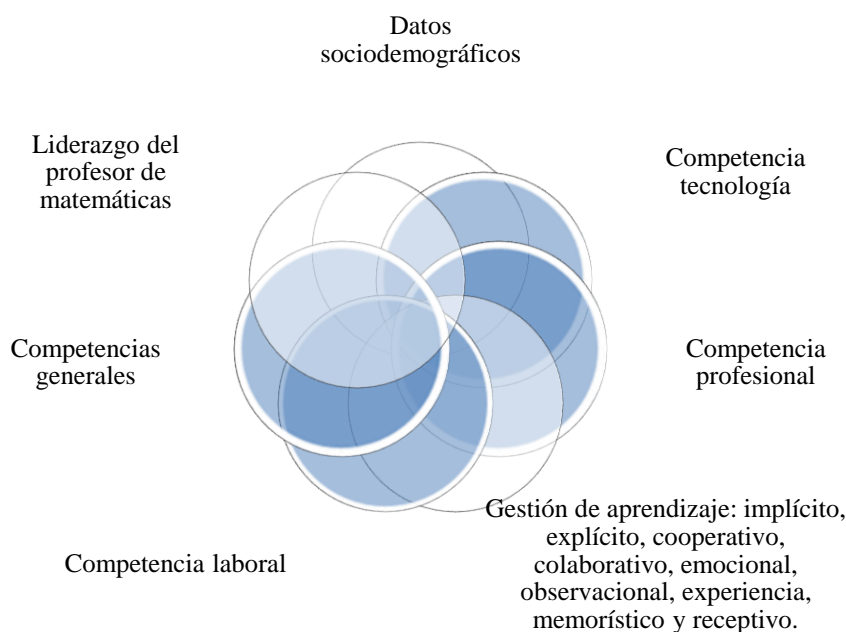 Datos
sociodemográficos
Liderazgo del
profesor de
matemáticas
Competencia
tecnología
Competencias
generales
Competencia
profesional
Competencia laboral
Gestión de aprendizaje: implícito,
explícito, cooperativo,
colaborativo, emocional,
observacional, experiencia,
memorístico y receptivo.